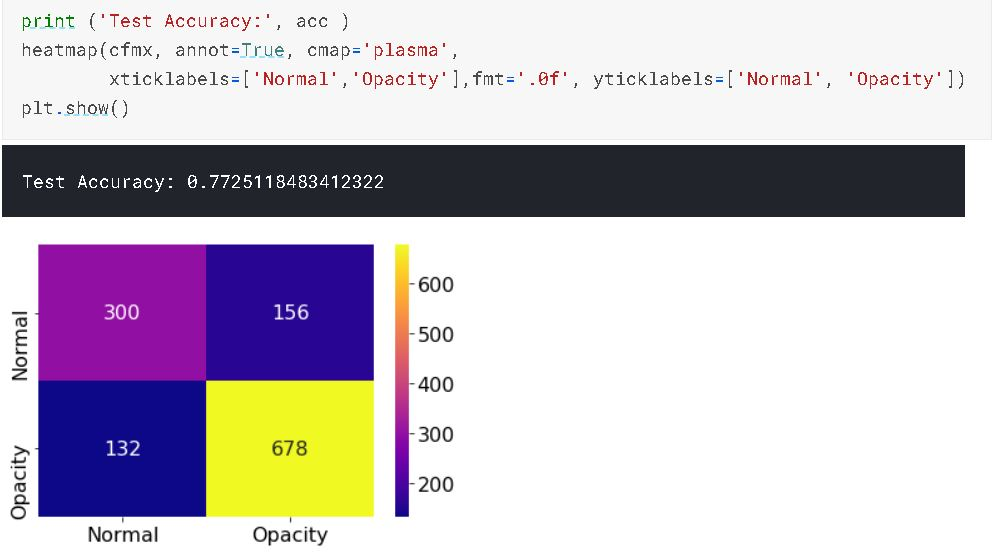 print ('Test Accuracy:', acc )
heatmap(cfmx, annot=True, cmap='plasma',
xticklabels=['Normal','Opacity'],fmt='.0f', yticklabels=['Normal', 'Opacity'])
plt.show()
Test Accuracy: 0.7725118483412322
Normal
300
156
Opacity
132
678
Normal
Opacity
600
500
400
300
200